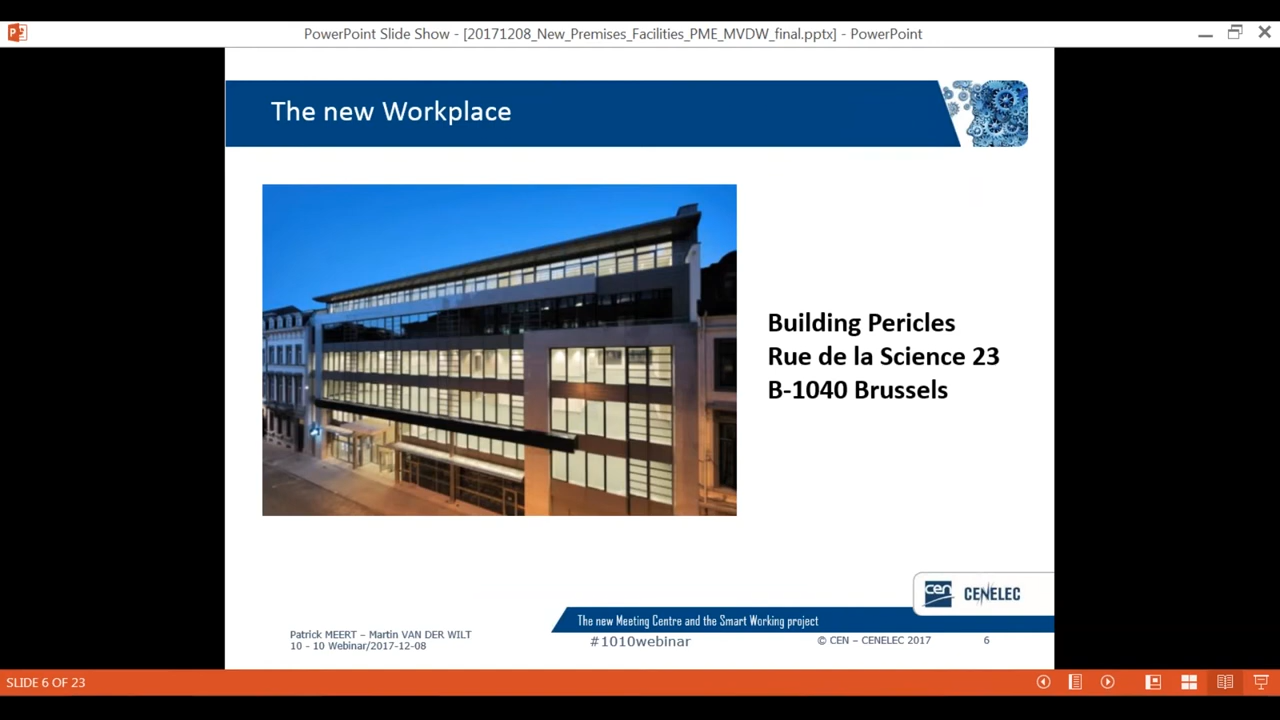 PowerPoint Slide Show - [20171208_New_Premises_Facilities_PME_MVDW_final.pptx] - PowerPoint
The new Workplace
Building Pericles
Rue de la Science 23
B-1040 Brussels
cen CENELEC
The new Meeting Centre and the Smart Working project
Patrick MEERT – Martin VAN DER WILT
10 - 10 Webinar/2017-12-08
#1010webinar
© CEN – CENELEC 2017
6
SLIDE 6 OF 23